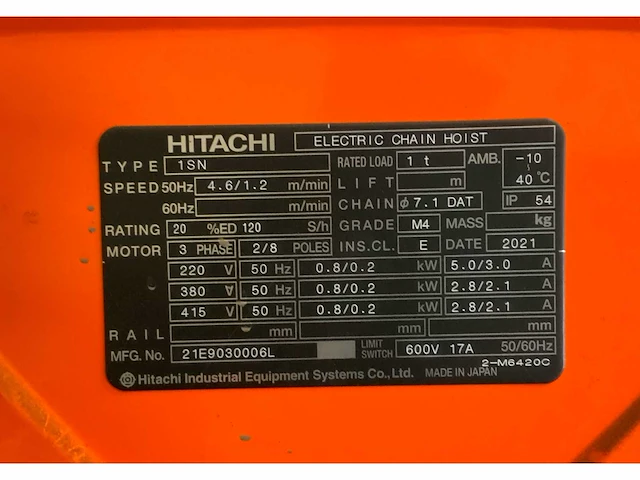 HITACHI ELECTRIC CHAIN HOIST
TYPE 1SN RATED LOAD 1 t AMB. -10 ~ 40 °C
SPEED 50Hz 4.6/1.2 m/min LIFT m
60Hz m/min CHAIN φ7.1 DAT IP 54
RATING 20 %ED 120 S/h GRADE M4 MASS kg
MOTOR 3 PHASE 2/8 POLES INS.CL. E DATE 2021
220 V 50 Hz 0.8/0.2 kW 5.0/3.0 A
380 V 50 Hz 0.8/0.2 kW 2.8/2.1 A
415 V 50 Hz 0.8/0.2 kW 2.8/2.1 A
RAIL mm mm mm
MFG. No. 21E9030006L LIMIT SWITCH 600V 17A 50/60Hz
2-M6420C
Hitachi Industrial Equipment Systems Co., Ltd. MADE IN JAPAN